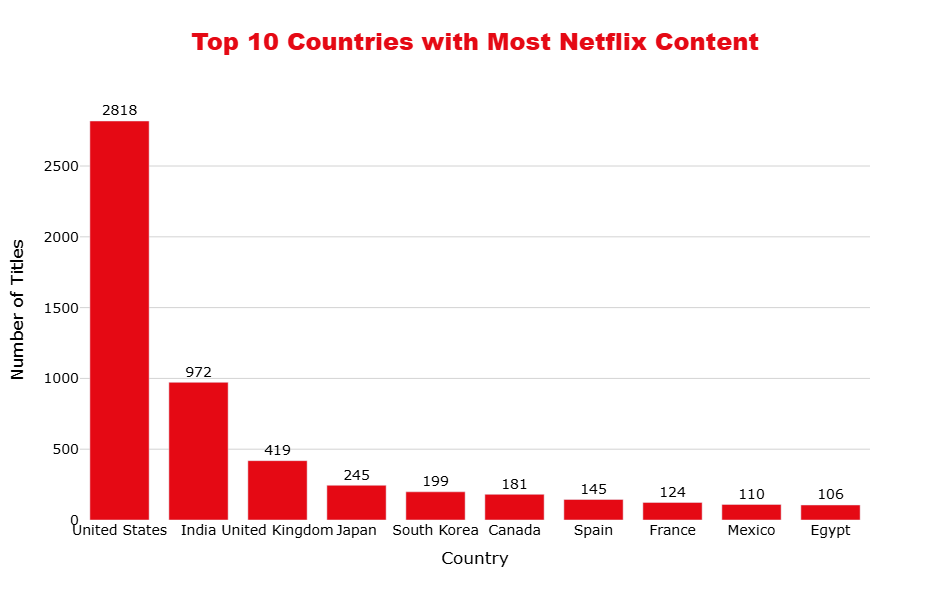 Top 10 Countries with Most Netflix Content
Number of Titles
2500
2000
1500
1000
500
0
2818
972
419
245
199
181
145
124
110
106
United States
India
United Kingdom
Japan
South Korea
Canada
Spain
France
Mexico
Egypt
Country